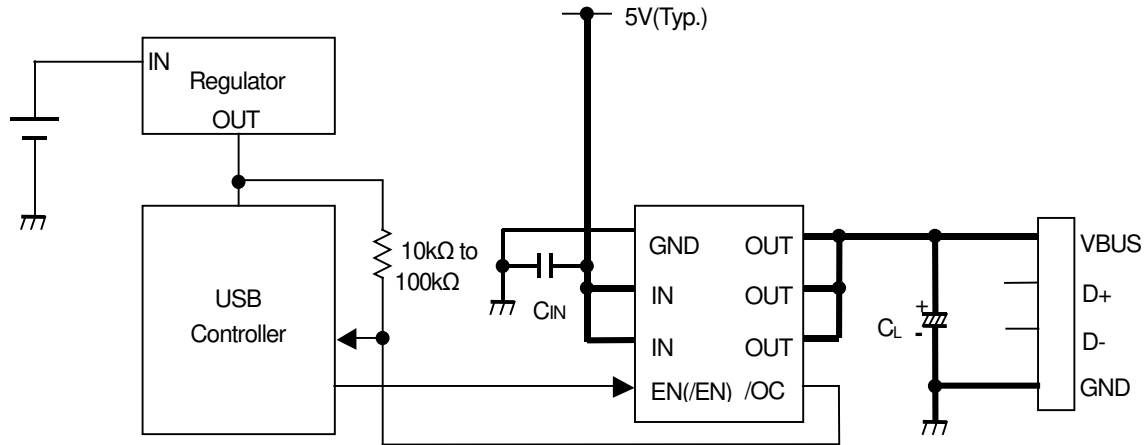 5V(Typ.)
IN
Regulator
OUT
10kΩ to
100kΩ
USB
Controller
CIN
GND OUT
IN OUT
IN OUT
EN(/EN) /OC
+
CL
-
VBUS
D+
D-
GND